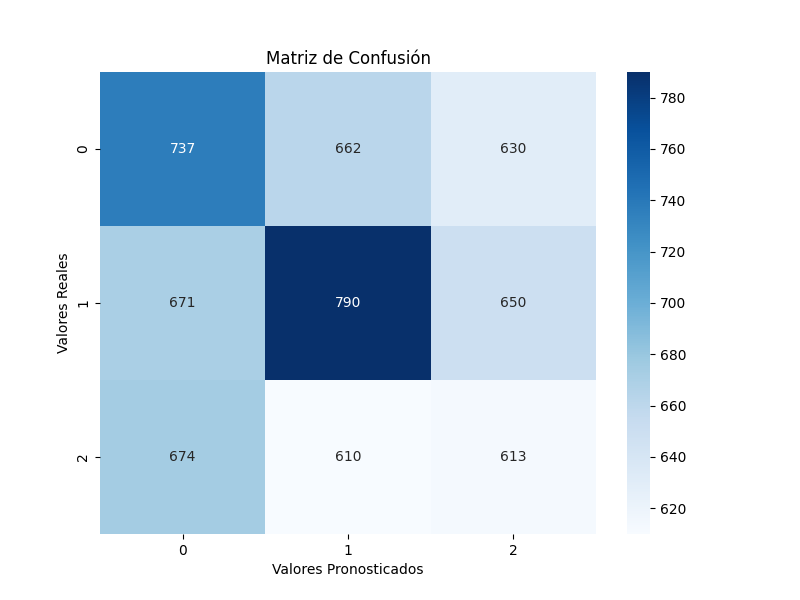 Matriz de Confusión
Valores Reales
0 737 662 630
1 671 790 650
2 674 610 613
0 1 2
Valores Pronosticados
780
760
740
720
700
680
660
640
620